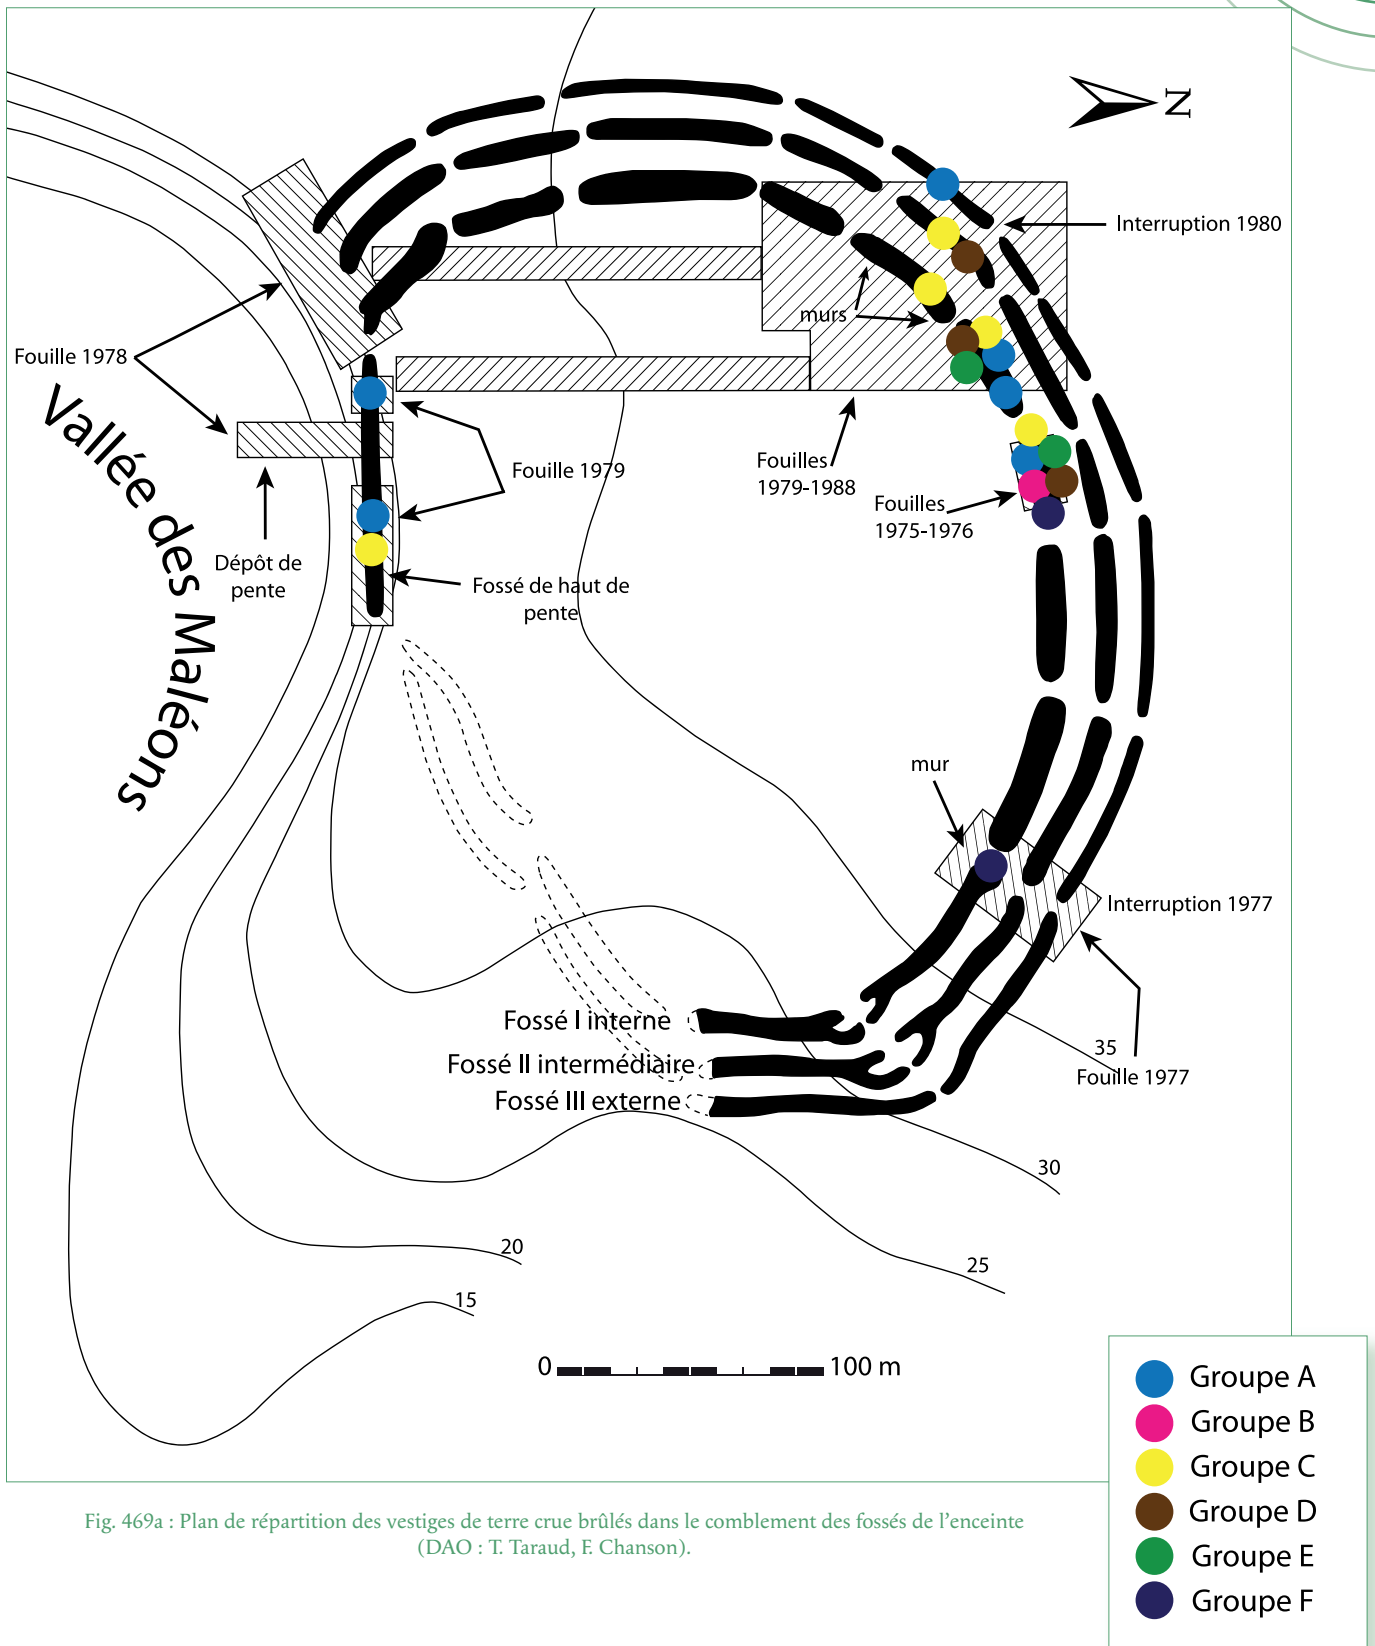 N
Interruption 1980
murs
Fouille 1978
Vallée des Maléons
Fouille 1979
Fouilles
1979-1988
Fouilles
1975-1976
Dépôt de
pente
Fossé de haut de
pente
mur
Interruption 1977
Fossé I interne
Fossé II intermédiaire
Fossé III externe
35
Fouille 1977
30
20
25
15
0 100 m
Groupe A
Groupe B
Groupe C
Groupe D
Groupe E
Groupe F
Fig. 469a : Plan de répartition des vestiges de terre crue brûlés dans le comblement des fossés de l’enceinte
(DAO : T. Taraud, F. Chanson).